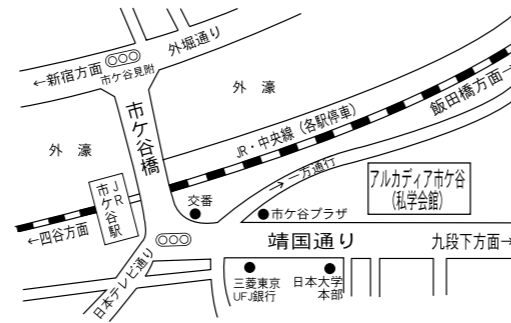 外堀通り
←新宿方面
市ケ谷見附
外 濠
飯田橋方面→
市ケ谷橋
JR・中央線（各駅停車）
外 濠
→ 一方通行
アルカディア市ケ谷
（私学会館）
JR
市ケ谷駅
交番
市ケ谷プラザ
←四谷方面
靖国通り
九段下方面→
日本テレビ通り
三菱東京
UFJ銀行
日本大学
本部